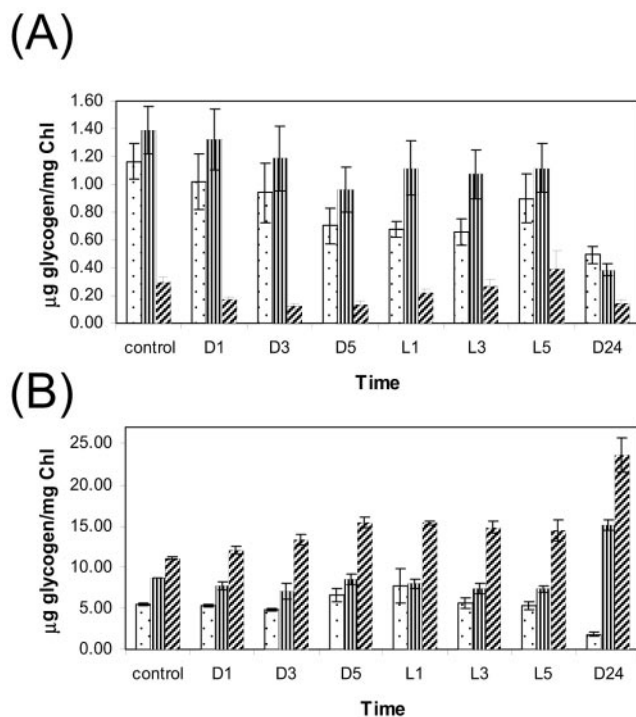 (A)
µg glycogen/mg Chl
1.60
1.40
1.20
1.00
0.80
0.60
0.40
0.20
0.00
control D1 D3 D5 L1 L3 L5 D24
Time
(B)
µg glycogen/mg Chl
25.00
20.00
15.00
10.00
5.00
0.00
control D1 D3 D5 L1 L3 L5 D24
Time